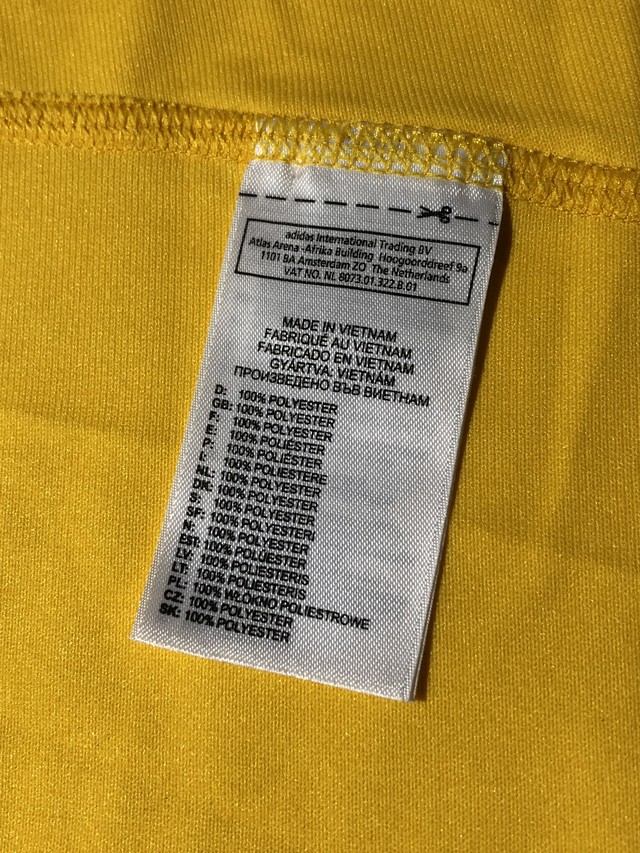 adidas International Trading BV
Atlas Arena -Afrika Building Hoogoorddreef 9a
1101 BA Amsterdam ZO The Netherlands
VAT NO. NL 8073.01.322.B.01
MADE IN VIETNAM
FABRIQUÉ AU VIETNAM
FABRICADO EN VIETNAM
GYÁRTVA. VIETNÁM
ПРОИЗВЕДЕНО ВЪВ ВИЕТНАМ
D: 100% POLYESTER
GB: 100% POLYESTER
F: 100% POLYESTER
E: 100% POLIÉSTER
P: 100% POLIÉSTER
I: 100% POLIESTERE
NL: 100% POLYESTER
DK: 100% POLYESTER
S: 100% POLYESTER
SF: 100% POLYESTERI
N: 100% POLYESTER
EST: 100% POLÜESTER
LV: 100% POLIESTERIS
LT: 100% POLIESTERIS
PL: 100% WŁÓKNO POLIESTROWE
CZ: 100% POLYESTER
SK: 100% POLYESTER